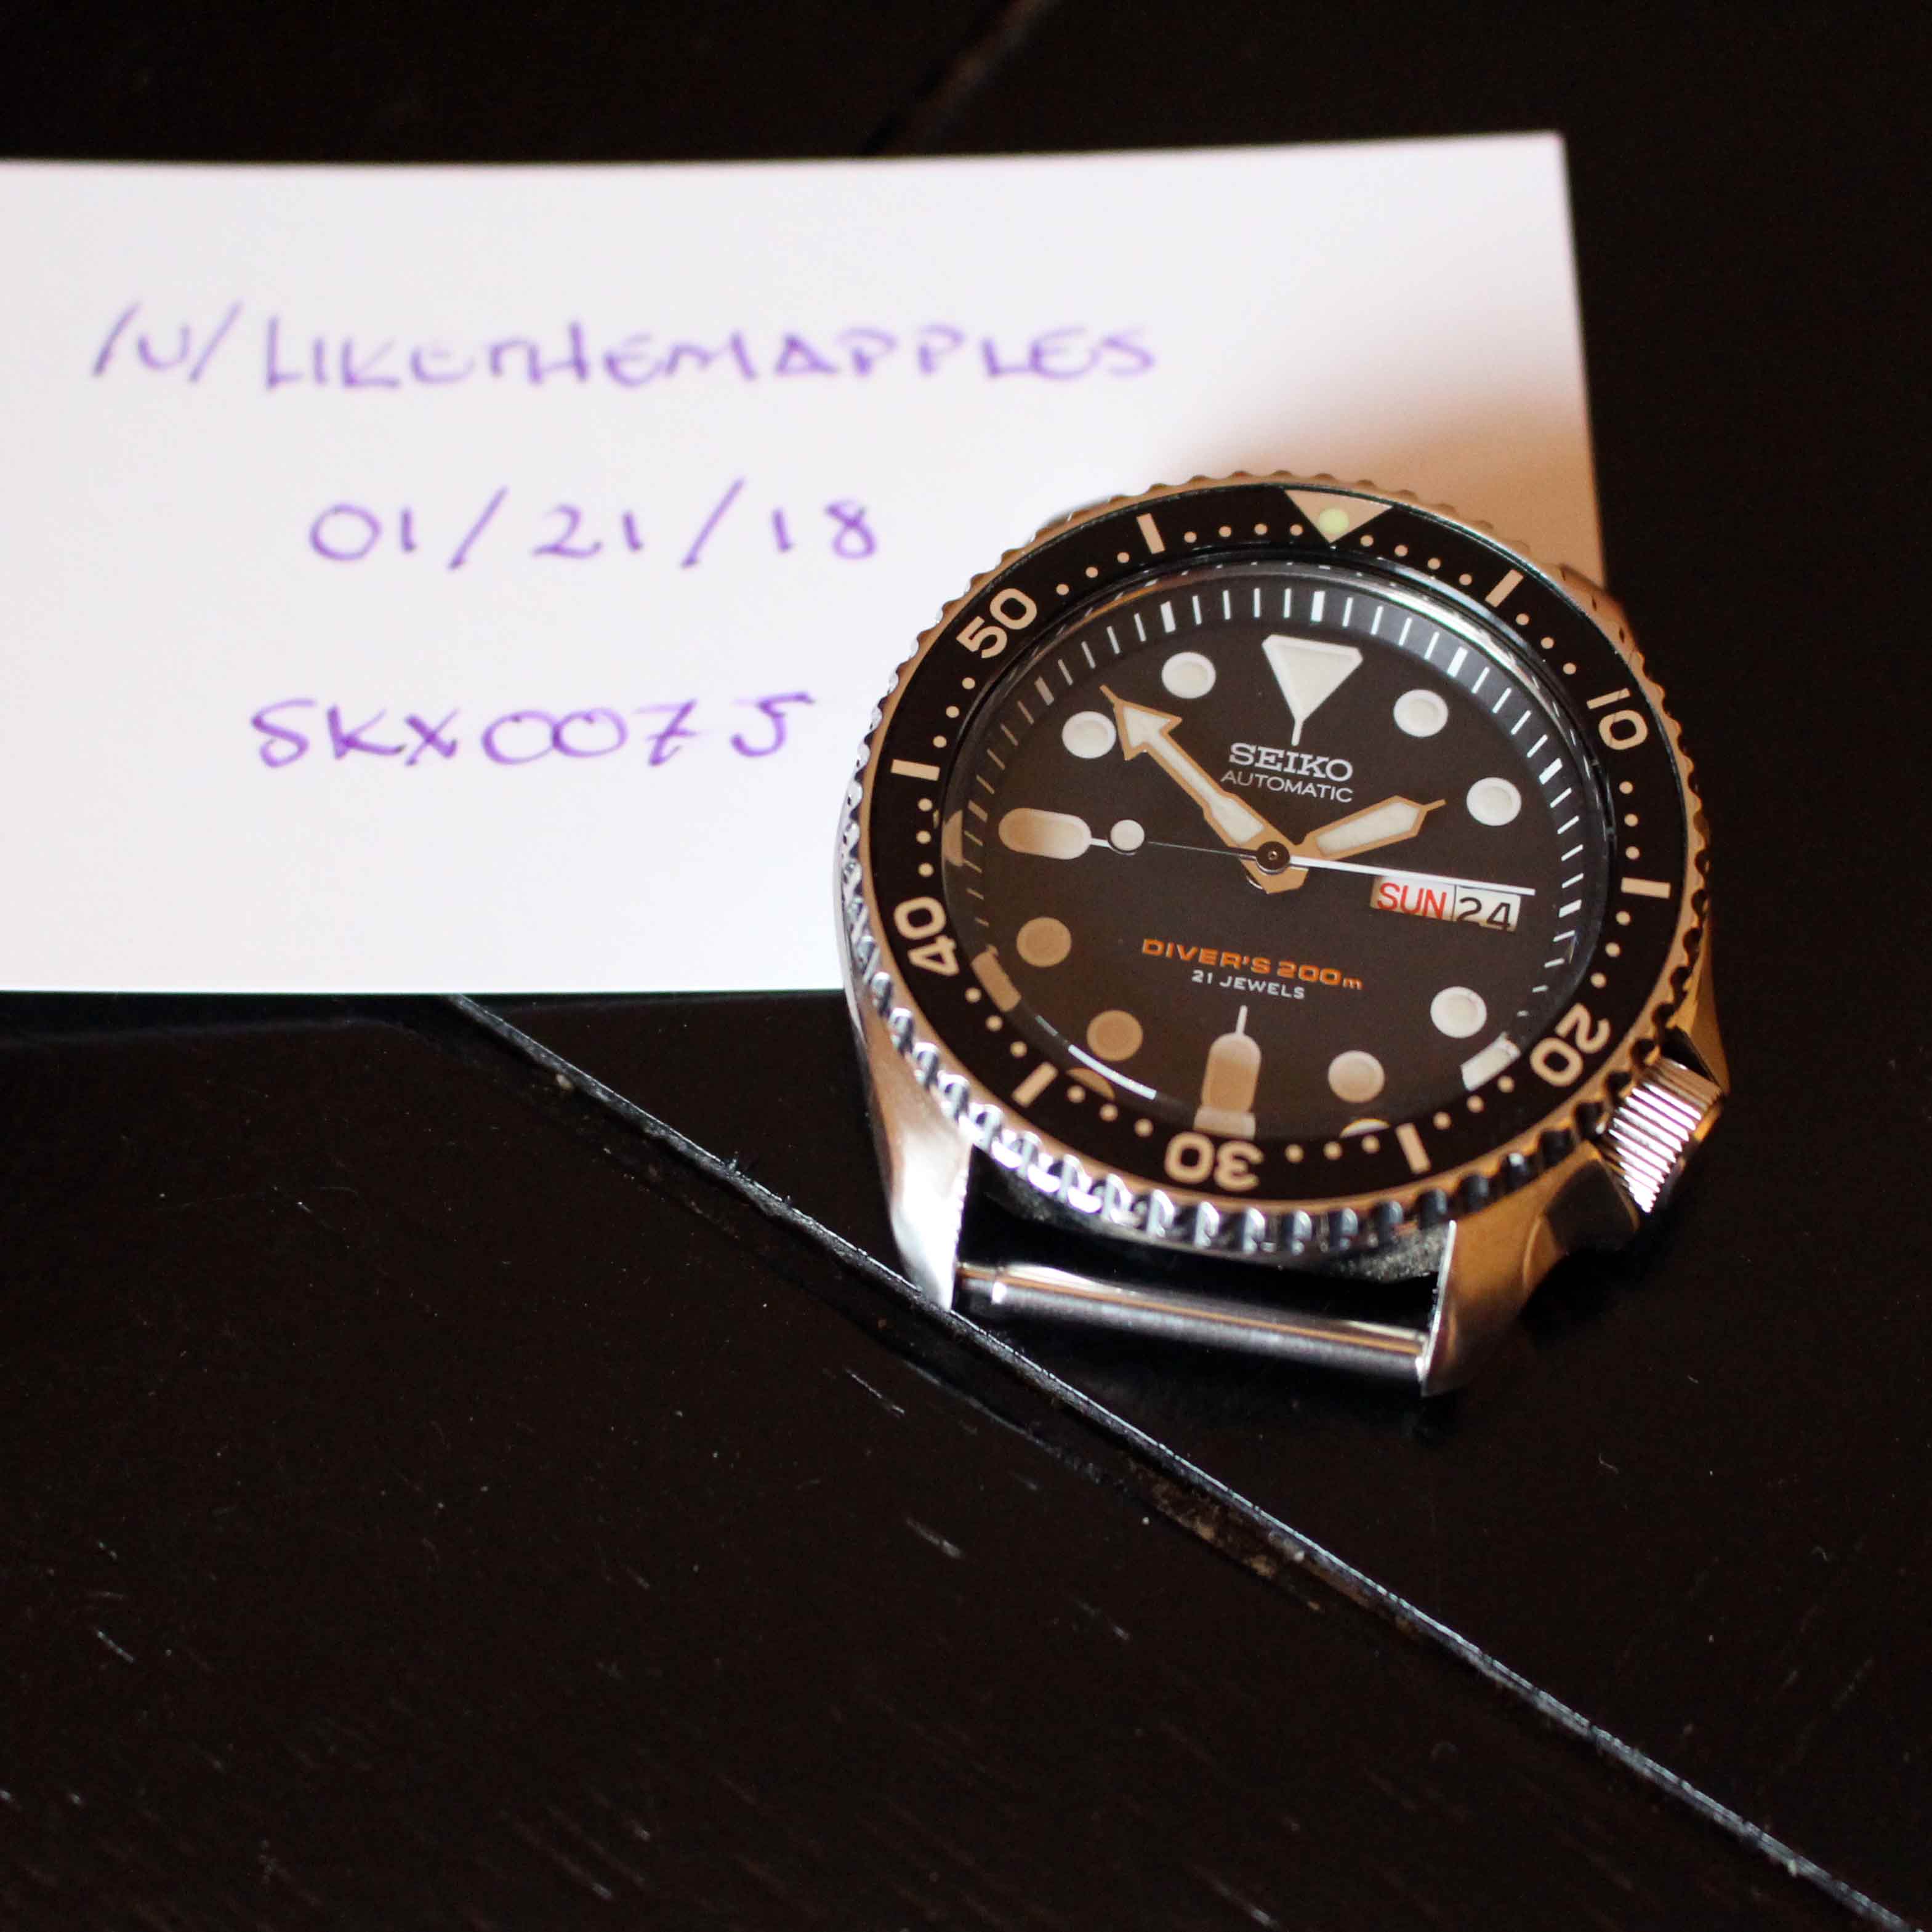 /U/LIKETHEMAPPLES
01/21/18
SKX007J
50
10
40
20
30
SEIKO
AUTOMATIC
SUN 24
DIVER'S 200m
21 JEWELS